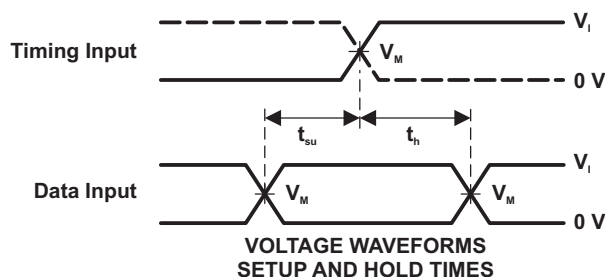 V_I
Timing Input
V_M
0 V
t_su
t_h
V_I
Data Input
V_M
V_M
0 V
VOLTAGE WAVEFORMS
SETUP AND HOLD TIMES